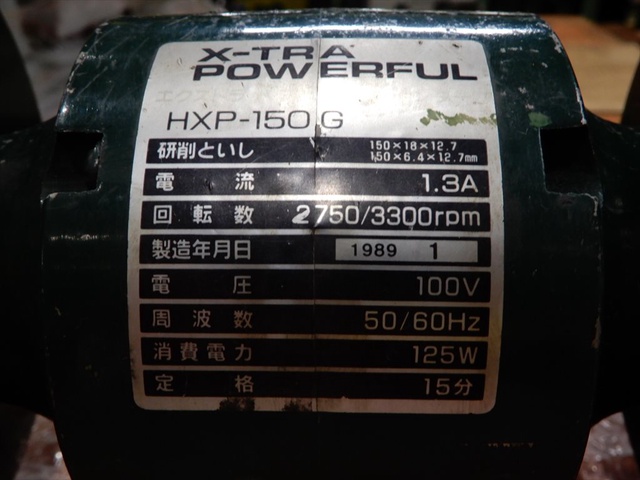 X-TRA
POWERFUL
HXP-150G
研削といし 150×18×12.7
150×6.4×12.7mm
電流 1.3A
回転数 2750/3300rpm
製造年月日 1989 1
電圧 100V
周波数 50/60Hz
消費電力 125W
定格 15分